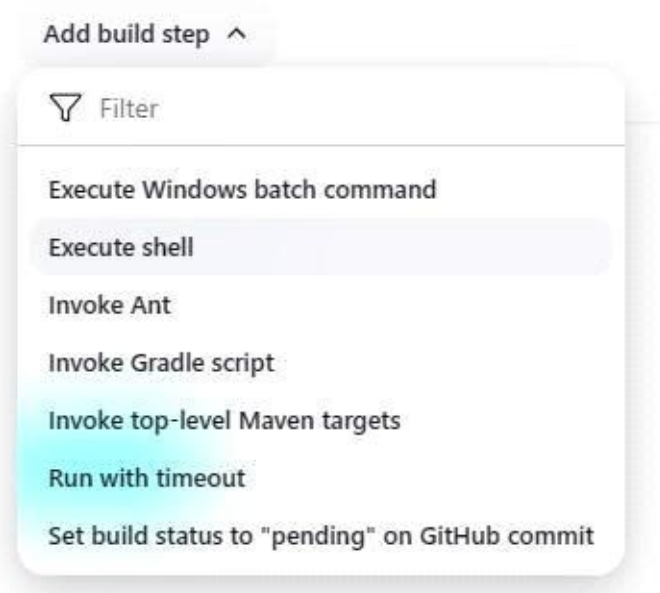 Add build step
Filter
Execute Windows batch command
Execute shell
Invoke Ant
Invoke Gradle script
Invoke top-level Maven targets
Run with timeout
Set build status to "pending" on GitHub commit